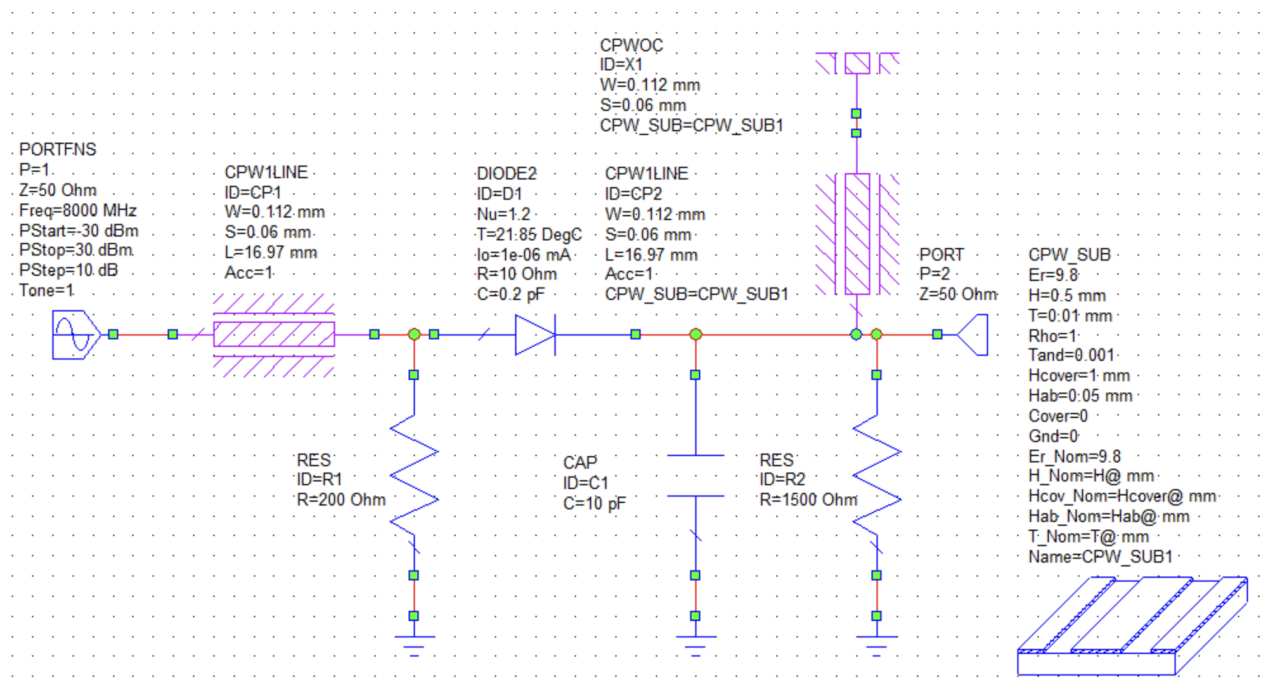 CPWOC
ID=X1
W=0.112 mm
S=0.06 mm
CPW_SUB=CPW_SUB1
PORTFNS
P=1
Z=50 Ohm
Freq=8000 MHz
PStart=-30 dBm
PStop=30 dBm
PStep=10 dB
Tone=1
CPW1LINE
ID=CP1
W=0.112 mm
S=0.06 mm
L=16.97 mm
Acc=1
DIODE2
ID=D1
Nu=1.2
T=21.85 DegC
Io=1e-06 mA
R=10 Ohm
C=0.2 pF
CPW1LINE
ID=CP2
W=0.112 mm
S=0.06 mm
L=16.97 mm
Acc=1
CPW_SUB=CPW_SUB1
PORT
P=2
Z=50 Ohm
CPW_SUB
Er=9.8
H=0.5 mm
T=0.01 mm
Rho=1
Tand=0.001
Hcover=1 mm
Hab=0.05 mm
Cover=0
Gnd=0
Er_Nom=9.8
H_Nom=H@ mm
Hcov_Nom=Hcover@ mm
Hab_Nom=Hab@ mm
T_Nom=T@ mm
Name=CPW_SUB1
RES
ID=R1
R=200 Ohm
CAP
ID=C1
C=10 pF
RES
ID=R2
R=1500 Ohm